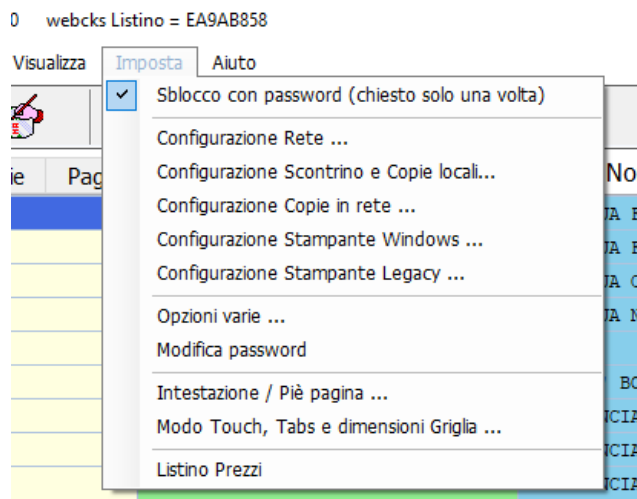 0 webcks Listino = EA9AB858
Visualizza Imposta Aiuto
Sblocco con password (chiesto solo una volta)
Configurazione Rete ...
Configurazione Scontrino e Copie locali...
Configurazione Copie in rete ...
Configurazione Stampante Windows ...
Configurazione Stampante Legacy ...
Opzioni varie ...
Modifica password
Intestazione / Piè pagina ...
Modo Touch, Tabs e dimensioni Griglia ...
Listino Prezzi